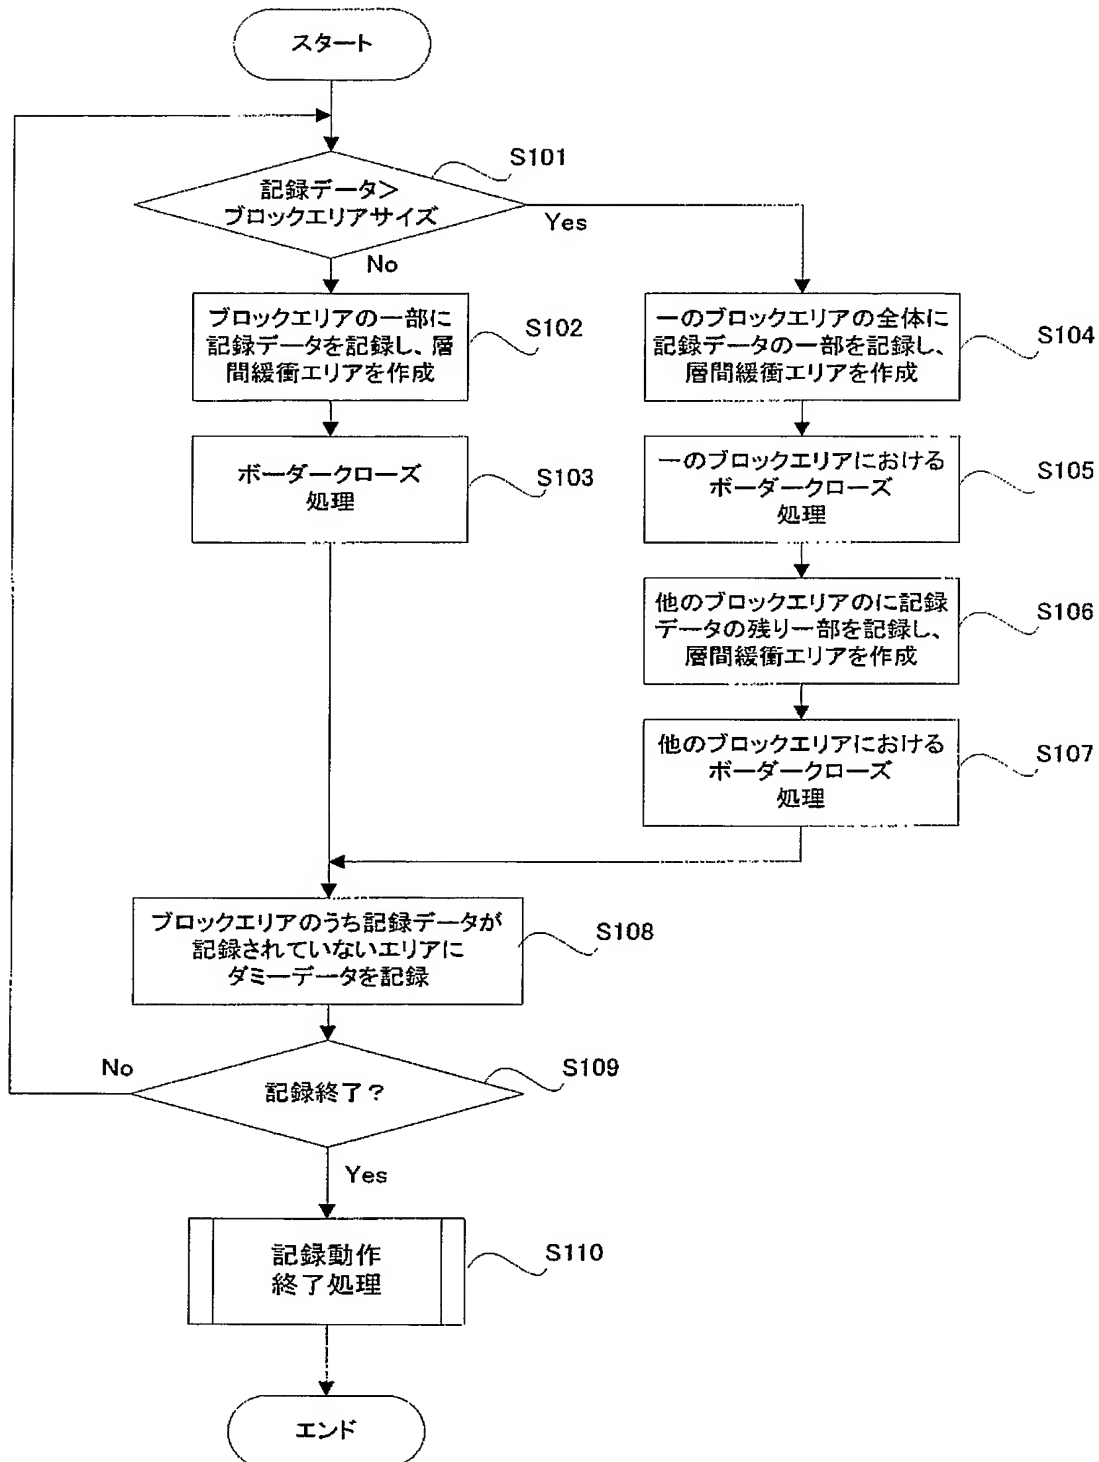 スタート
S101
記録データ>
ブロックエリアサイズ
Yes
No
ブロックエリアの一部に
記録データを記録し、層
間緩衝エリアを作成
S102
一のブロックエリアの全体に
記録データの一部を記録し、
層間緩衝エリアを作成
S104
ボーダークローズ
処理
S103
一のブロックエリアにおける
ボーダークローズ
処理
S105
他のブロックエリアのに記録
データの残り一部を記録し、
層間緩衝エリアを作成
S106
他のブロックエリアにおける
ボーダークローズ
処理
S107
ブロックエリアのうち記録データが
記録されていないエリアに
ダミーデータを記録
S108
No
記録終了?
S109
Yes
記録動作
終了処理
S110
エンド